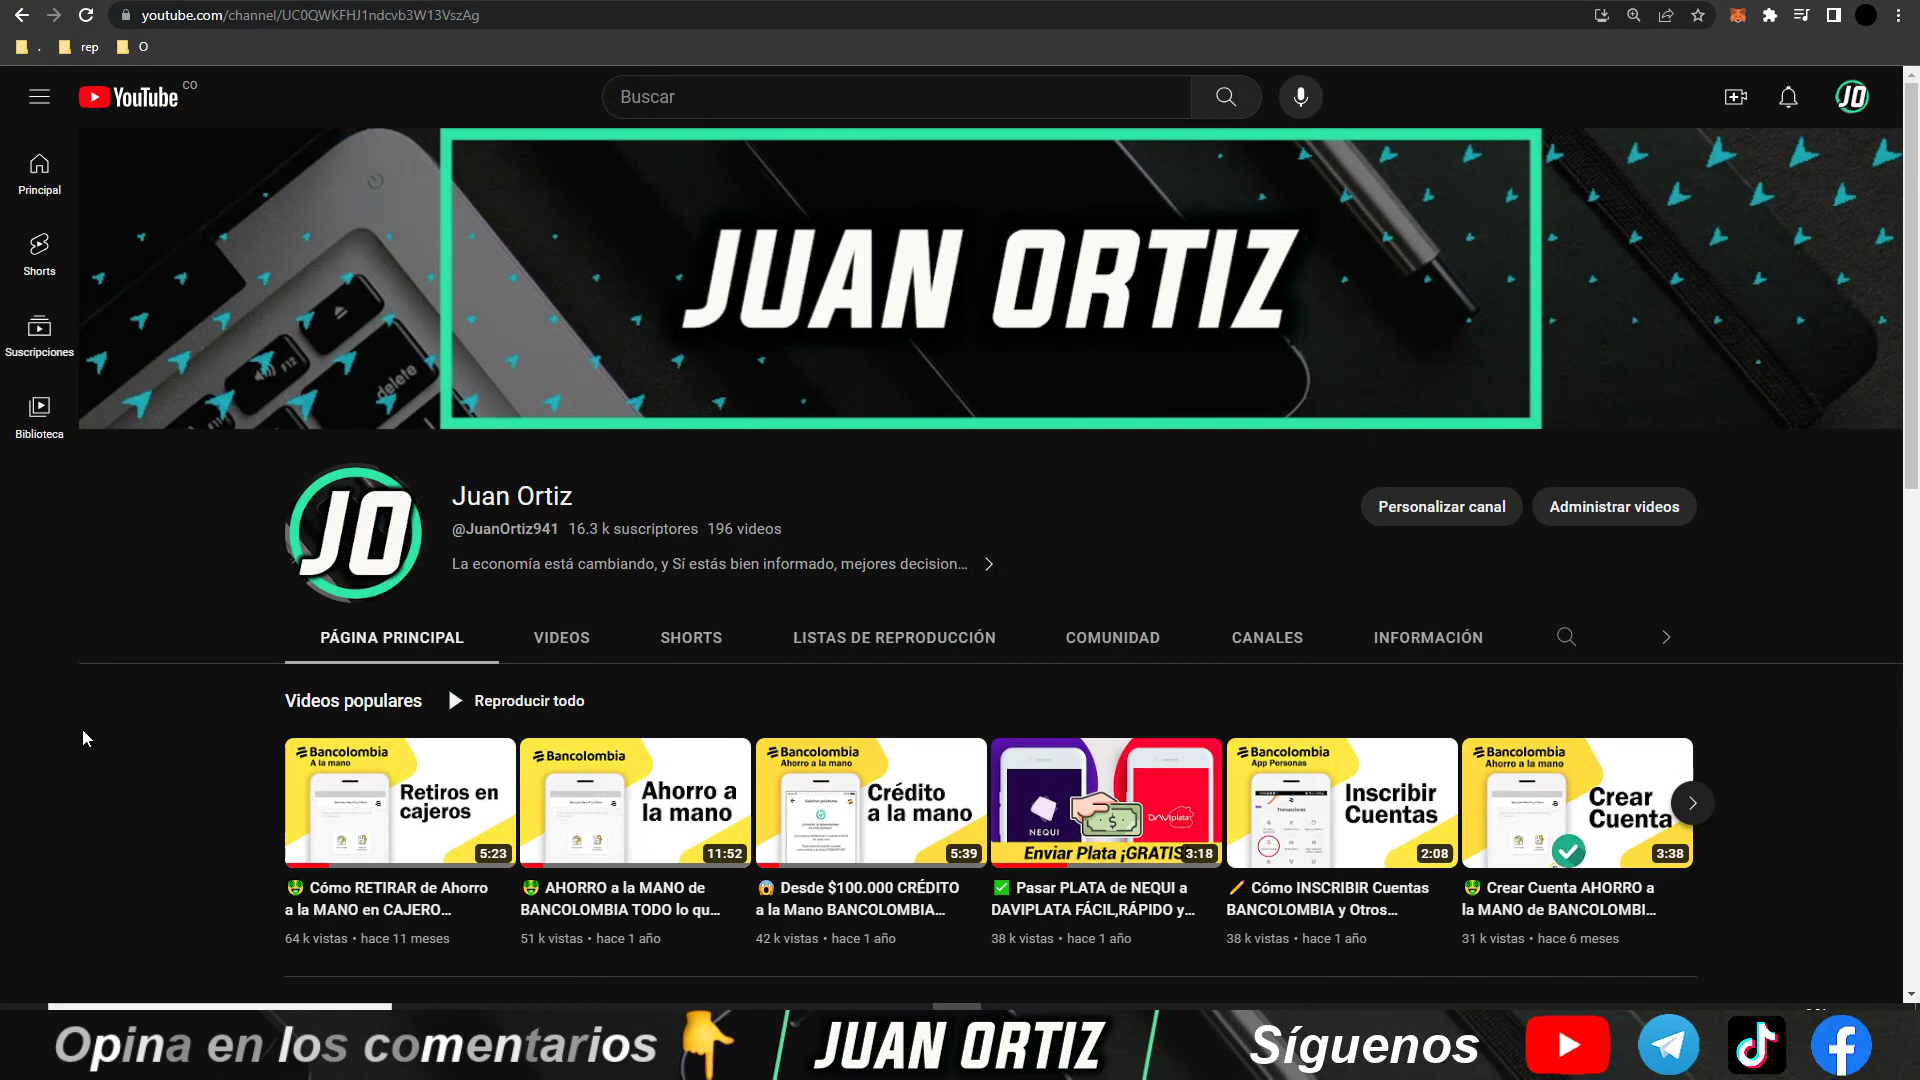 youtube.com/channel/UC0QWKFHJ1ndcvb3W13VszAg
.
rep
O
YouTube CO
Buscar
JO
Principal
Shorts
Suscripciones
Biblioteca
F12
delete
JUAN ORTIZ
JO
Juan Ortiz
@JuanOrtiz941 16.3 k suscriptores 196 videos
La economía está cambiando, y Sí estás bien informado, mejores decision...
Personalizar canal
Administrar videos
PÁGINA PRINCIPAL
VIDEOS
SHORTS
LISTAS DE REPRODUCCIÓN
COMUNIDAD
CANALES
INFORMACIÓN
Videos populares
Reproducir todo
Bancolombia
A la mano
Retiros en
cajeros
5:23
Cómo RETIRAR de Ahorro
a la MANO en CAJERO...
64 k vistas • hace 11 meses
Bancolombia
Ahorro a
la mano
11:52
AHORRO a la MANO de
BANCOLOMBIA TODO lo qu...
51 k vistas • hace 1 año
Bancolombia
Ahorro a la mano
Crédito
a la mano
5:39
Desde $100.000 CRÉDITO
a la Mano BANCOLOMBIA...
42 k vistas • hace 1 año
NEQUI
DAViplata
Enviar Plata ¡GRATIS
3:18
Pasar PLATA de NEQUI a
DAVIPLATA FÁCIL,RÁPIDO y...
38 k vistas • hace 1 año
Bancolombia
App Personas
Inscribir
Cuentas
2:08
Cómo INSCRIBIR Cuentas
BANCOLOMBIA y Otros...
38 k vistas • hace 1 año
Bancolombia
Ahorro a la mano
Crear
Cuenta
3:38
Crear Cuenta AHORRO a
la MANO de BANCOLOMBI...
31 k vistas • hace 6 meses
Opina en los comentarios
JUAN ORTIZ
Síguenos